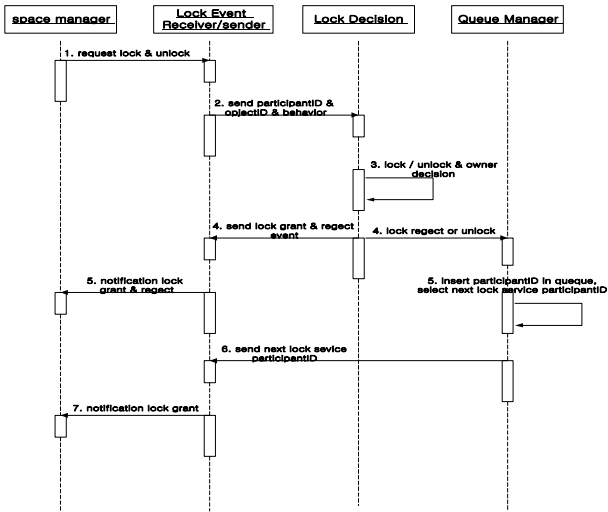 space manager
Lock Event
Receiver/sender
Lock Decision
Queue Manager
1. request lock & unlock
2. send participantID &
opjectID & behavior
3. lock / unlock & owner
decision
4. send lock grant & regect
event
4. lock regect or unlock
5. notification lock
grant & regect
5. insert participantID in queque,
select next lock service participantID
6. send next lock sevice
participantID
7. notification lock grant